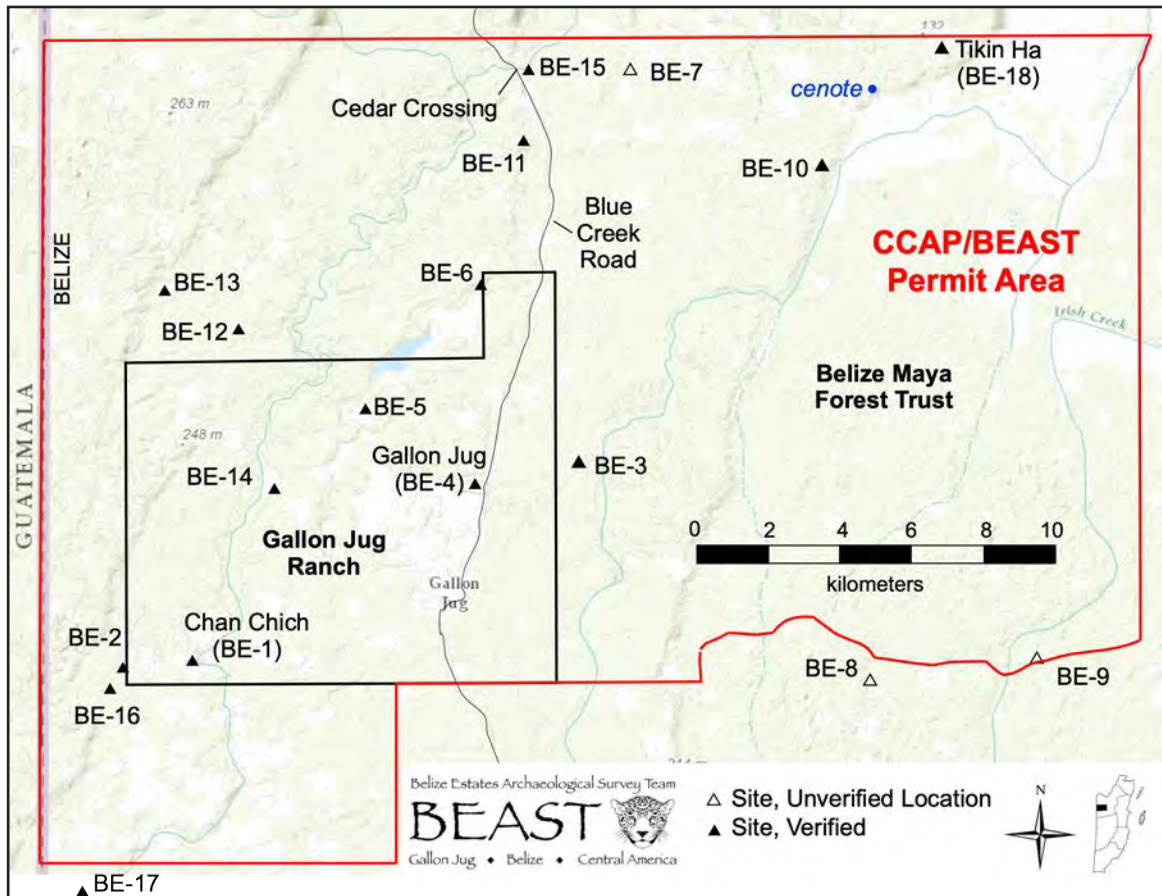 132
Tikin Ha
(BE-18)
BE-15
BE-7
cenote
263 m
Cedar Crossing
BE-11
BE-10
Blue
Creek
Road
CCAP/BEAST
Permit Area
BELIZE
BE-13
BE-6
BE-12
Irish Creek
Belize Maya
Forest Trust
BE-5
GUATEMALA
248 m
Gallon Jug
(BE-4)
BE-3
BE-14
0 2 4 6 8 10
kilometers
Gallon Jug
Ranch
Gallon
Jug
Chan Chich
(BE-1)
BE-2
BE-8
BE-9
BE-16
Belize Estates Archaeological Survey Team
BEAST
Gallon Jug ♦ Belize ♦ Central America
Site, Unverified Location
Site, Verified
N
BE-17